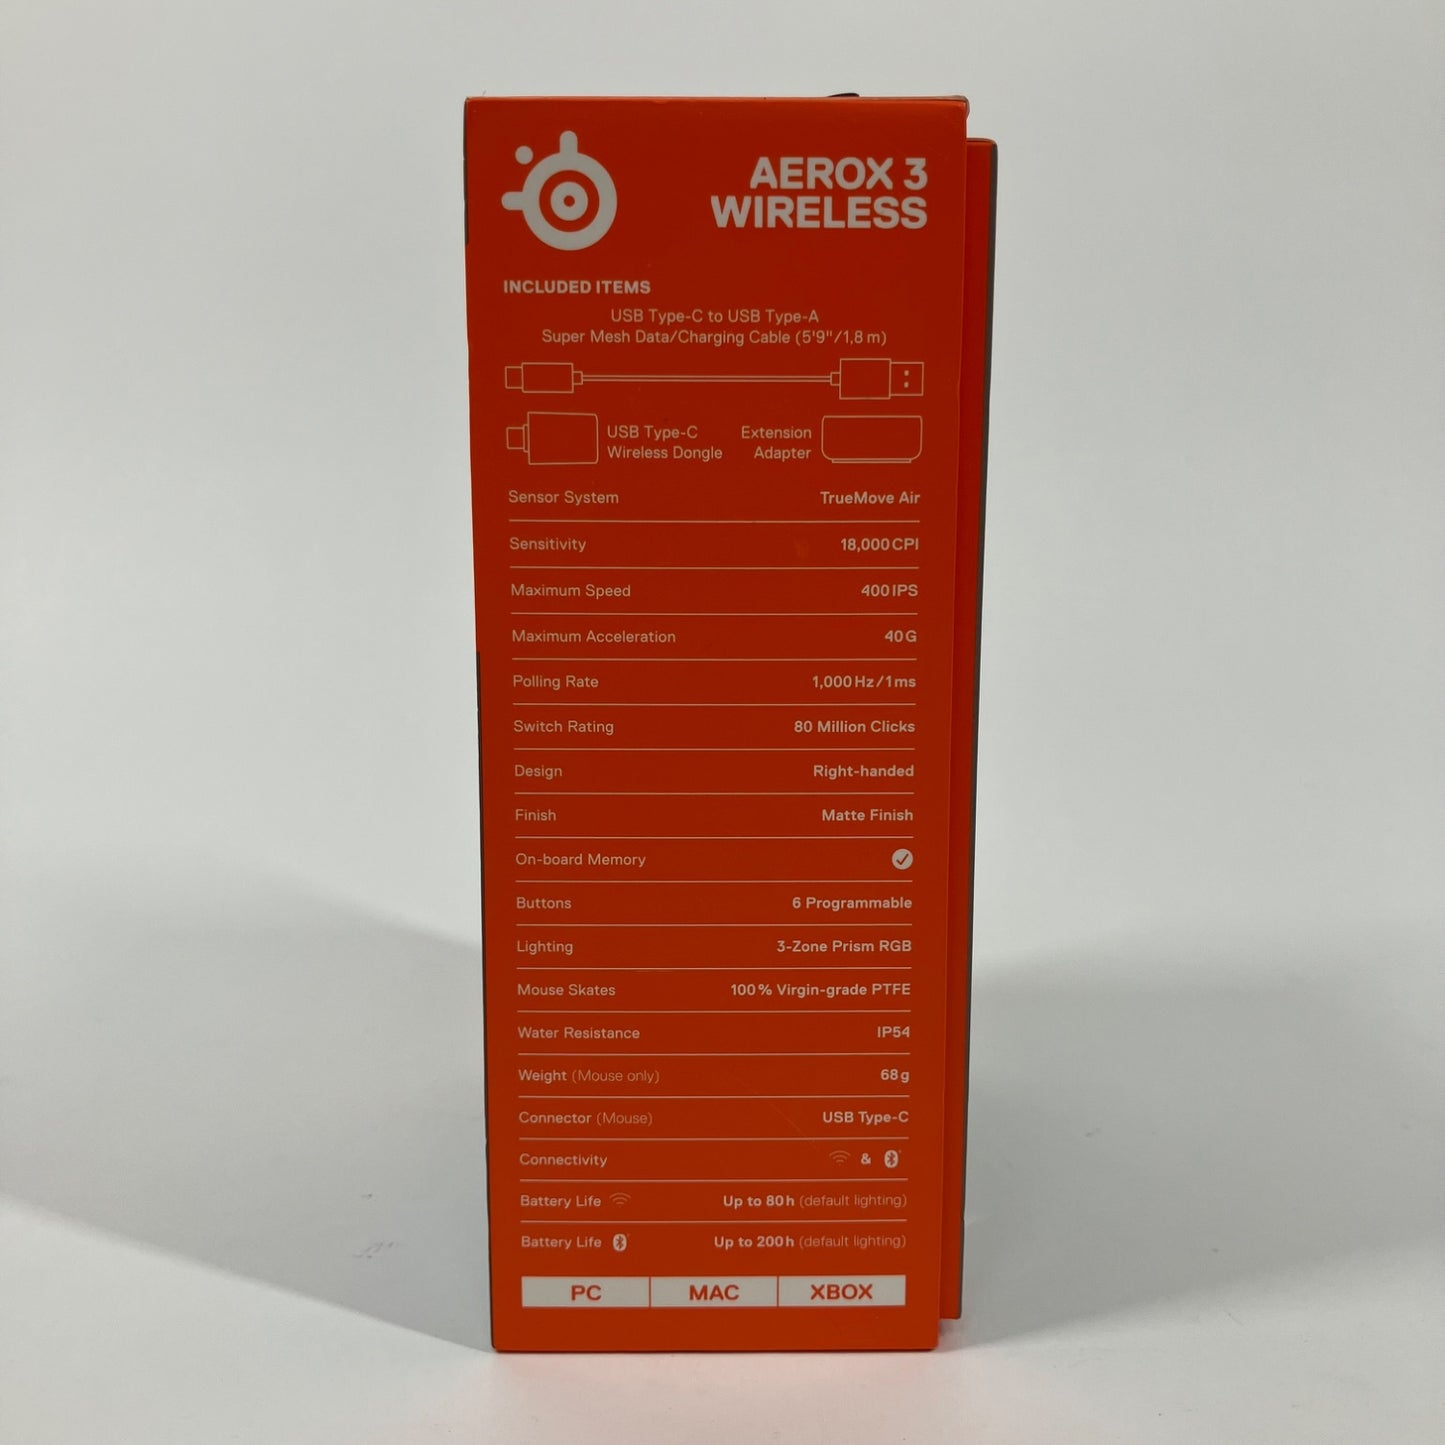 AEROX 3
WIRELESS
INCLUDED ITEMS
USB Type-C to USB Type-A
Super Mesh Data/Charging Cable (5'9"/1,8 m)
USB Type-C
Wireless Dongle
Extension
Adapter
Sensor System TrueMove Air
Sensitivity 18,000 CPI
Maximum Speed 400 IPS
Maximum Acceleration 40 G
Polling Rate 1,000 Hz / 1 ms
Switch Rating 80 Million Clicks
Design Right-handed
Finish Matte Finish
On-board Memory
Buttons 6 Programmable
Lighting 3-Zone Prism RGB
Mouse Skates 100% Virgin-grade PTFE
Water Resistance IP54
Weight (Mouse only) 68 g
Connector (Mouse) USB Type-C
Connectivity &
Battery Life Up to 80 h (default lighting)
Battery Life Up to 200 h (default lighting)
PC MAC XBOX